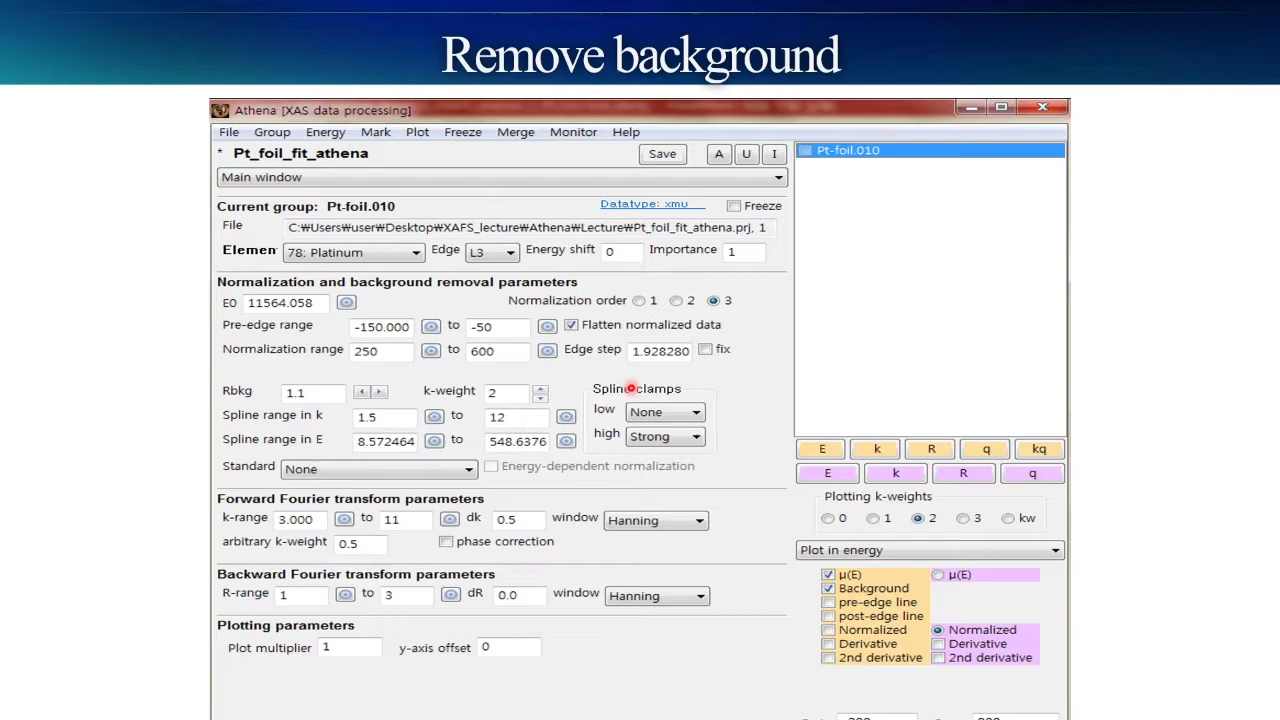 Remove background
Athena [XAS data processing]
File Group Energy Mark Plot Freeze Merge Monitor Help
* Pt_foil_fit_athena Save A U I
Main window
Pt-foil.010
Current group: Pt-foil.010 Datatype: xmu Freeze
File C:₩Users₩user₩Desktop₩XAFS_lecture₩Athena₩Lecture₩Pt_foil_fit_athena.prj, 1
Elemen 78: Platinum Edge L3 Energy shift 0 Importance 1
Normalization and background removal parameters
E0 11564.058 Normalization order 1 2 3
Pre-edge range -150.000 to -50 Flatten normalized data
Normalization range 250 to 600 Edge step 1.928280 fix
Rbkg 1.1 k-weight 2 Spline clamps
Spline range in k 1.5 to 12 low None
Spline range in E 8.572464 to 548.6376 high Strong
Standard None Energy-dependent normalization
Forward Fourier transform parameters
k-range 3.000 to 11 dk 0.5 window Hanning
arbitrary k-weight 0.5 phase correction
Backward Fourier transform parameters
R-range 1 to 3 dR 0.0 window Hanning
Plotting parameters
Plot multiplier 1 y-axis offset 0
E k R q kq
E k R q
Plotting k-weights
0 1 2 3 kw
Plot in energy
μ(E) μ(E)
Background
pre-edge line
post-edge line
Normalized Normalized
Derivative Derivative
2nd derivative 2nd derivative